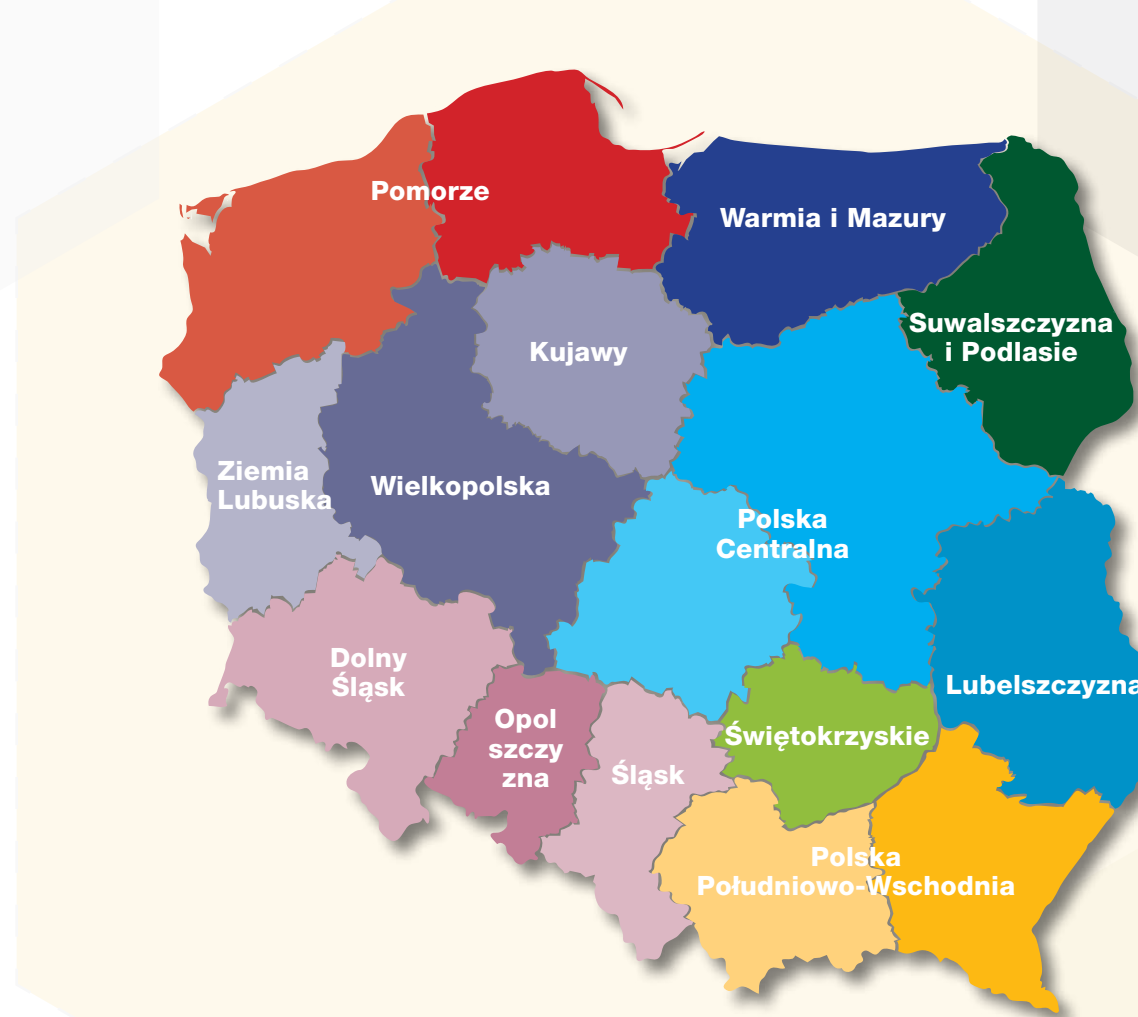 Pomorze
Warmia i Mazury
Suwalszczyzna
i Podlasie
Kujawy
Ziemia
Lubuska
Wielkopolska
Polska
Centralna
Dolny
Śląsk
Opol
szczy
zna
Śląsk
Świętokrzyskie
Lubelszczyzna
Polska
Południowo-Wschodnia